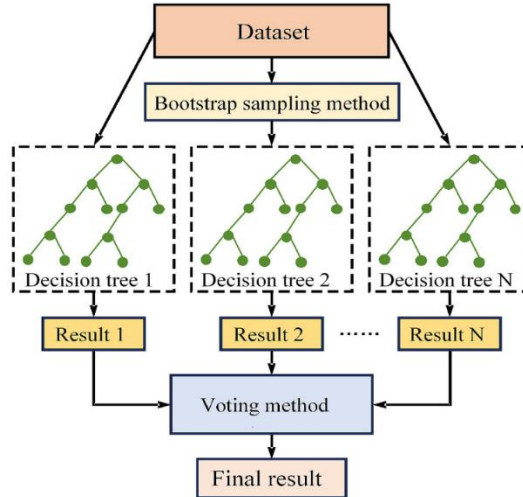 Dataset
Bootstrap sampling method
Decision tree 1
Decision tree 2
Decision tree N
Result 1
Result 2
......
Result N
Voting method
Final result